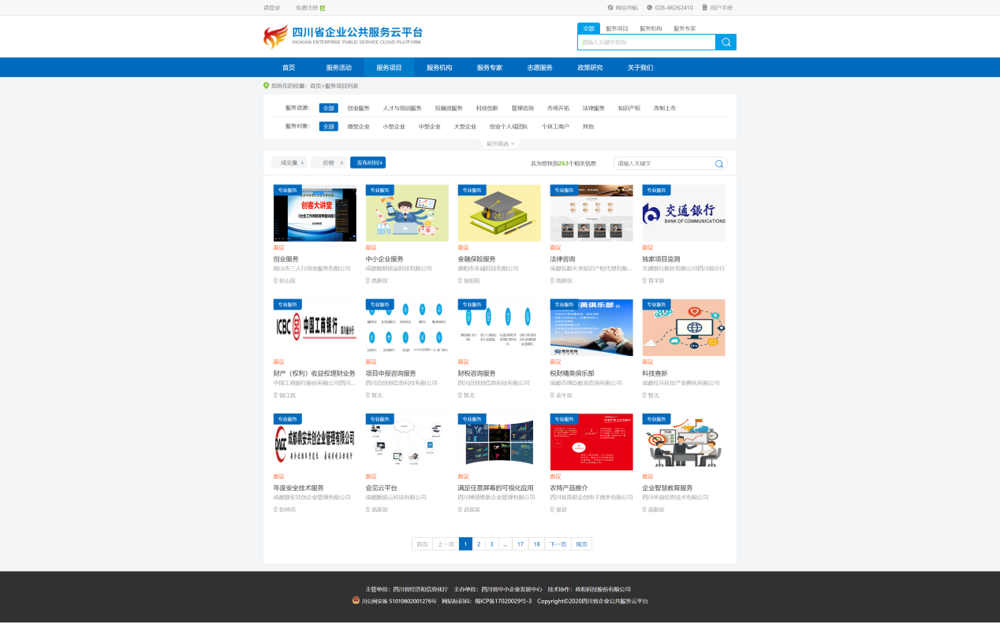 请登录 免费注册
网站导航 028-86262410 用户手册
四川省企业公共服务云平台
SICHUAN ENTERPRISE PUBLIC SERVICE CLOUD PLATFORM
全部 服务项目 服务机构 服务专家
请输入关键字查询
首页 服务活动 服务项目 服务机构 服务专家 志愿服务 政策研究 关于我们
您所在的位置：首页>服务项目列表
服务资源： 全部 创业服务 人才与培训服务 投融资服务 科技创新 管理咨询 市场开拓 法律服务 知识产权 改制上市
服务对象： 全部 微型企业 小型企业 中型企业 大型企业 创业个人或团队 个体工商户 其他
展开筛选
成交量 价格 发布时间
共为您找到263个相关信息
请输入关键字
专业服务 专业服务 专业服务 专业服务 专业服务
创客大讲堂
交通银行
BANK OF COMMUNICATIONS
面议 面议 面议 面议 面议
创业服务 中小企业服务 金融保险服务 法律咨询 独家项目监测
眉山市三人行创业服务有限公司 成都数联铭品科技有限公司 德阳市永诚科技有限公司 成都弘毅天承知识产权代理有限... 交通银行股份有限公司四川省分行
彭山区 高新区 旌阳区 高新区 青羊区
专业服务 专业服务 专业服务 专业服务 专业服务
ICBC 中国工商银行
英俱乐部
面议 面议 面议 面议 面议
财产（权利）收益权理财业务 项目申报咨询服务 财税咨询服务 税财精英俱乐部 科技查新
中国工商银行股份有限公司四川... 四川启创邦信息科技有限公司 四川启创邦信息科技有限公司 成都市理臣教育咨询有限公司 成都经开科技产业孵化有限公司
锦江区 暂无 暂无 金牛区 暂无
专业服务 专业服务 专业服务 专业服务 专业服务
成都鼎安共创企业管理有限公司
面议 面议 面议 面议 面议
年度安全技术服务 会见云平台 满足任意屏幕的可视化应用 农特产品推介 企业智慧教育服务
成都鼎安共创企业管理有限公司 成都腾悦云科技有限公司 四川博道维新企业管理有限公司 四川省青联众创电子商务有限公司 四川华迪信息技术有限公司
彭州市 高新区 武侯区 渠县 高新区
首页 上一页 1 2 3 ... 17 18 下一页 尾页
主管单位：四川省经济和信息化厅 主办单位：四川省中小企业发展中心 技术协作：政和科技股份有限公司
川公网安备 51010602001276号 网站标识码：蜀ICP备17020029号-3 Copyright©2020四川省企业公共服务云平台